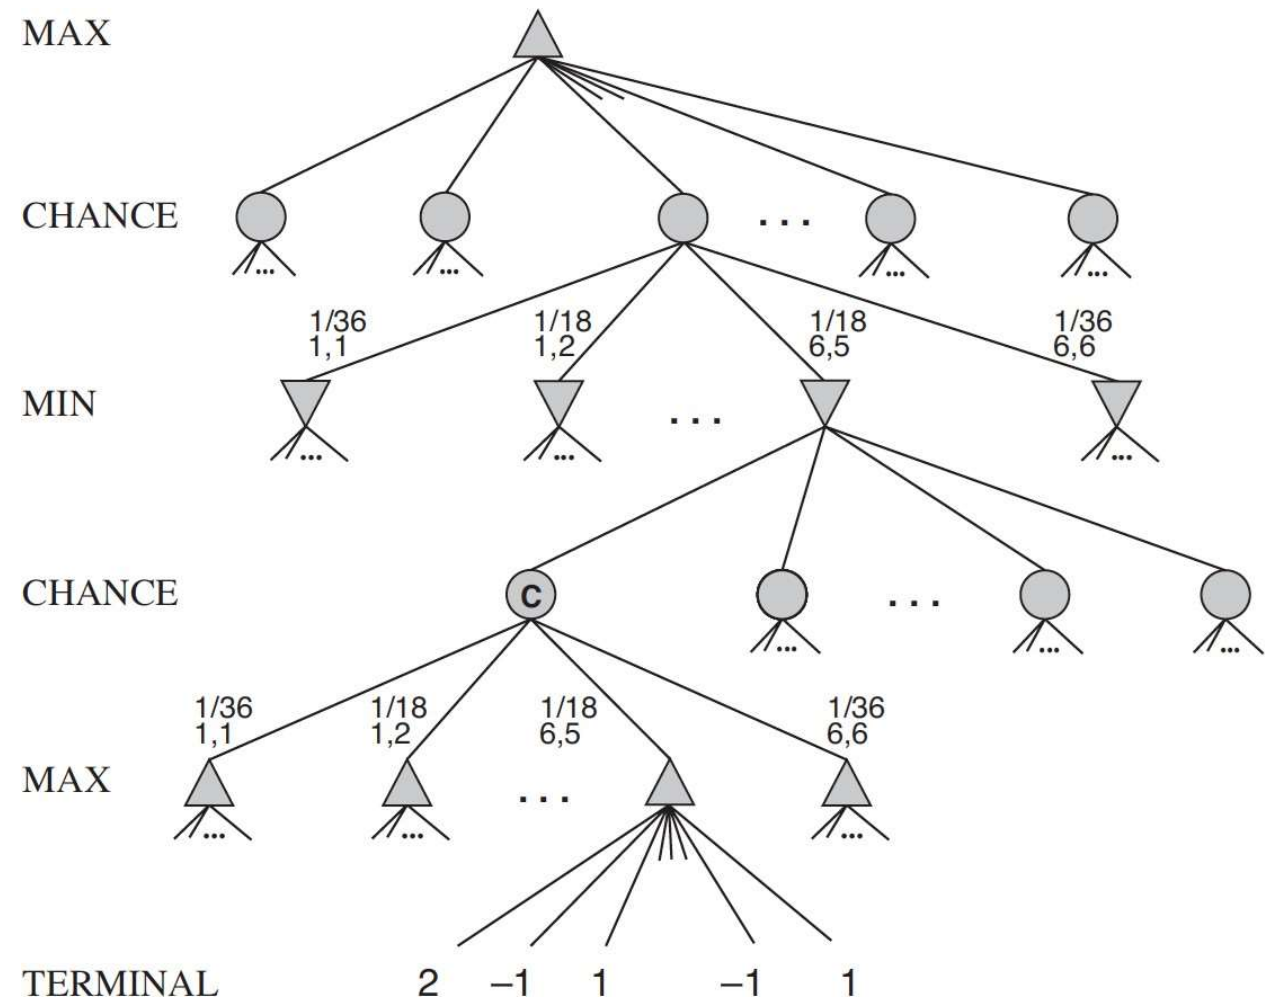 MAX
CHANCE
. . .
... ... ... ... ...
1/36 1/18 1/18 1/36
1,1 1,2 6,5 6,6
MIN
. . .
... ... ...
CHANCE
C
. . .
... ... ...
1/36 1/18 1/18 1/36
1,1 1,2 6,5 6,6
MAX
. . .
... ... ...
TERMINAL 2 –1 1 –1 1